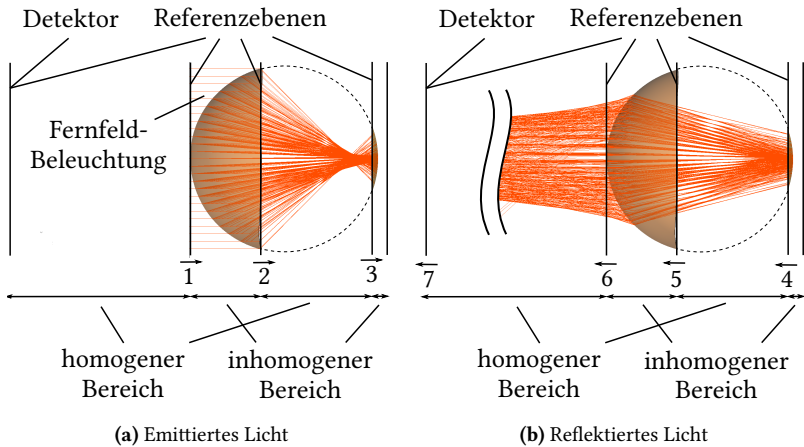 Detektor
Referenzebenen
Fernfeld-
Beleuchtung
1
2
3
homogener
Bereich
inhomogener
Bereich
(a) Emittiertes Licht
Detektor
Referenzebenen
7
6
5
4
homogener
Bereich
inhomogener
Bereich
(b) Reflektiertes Licht